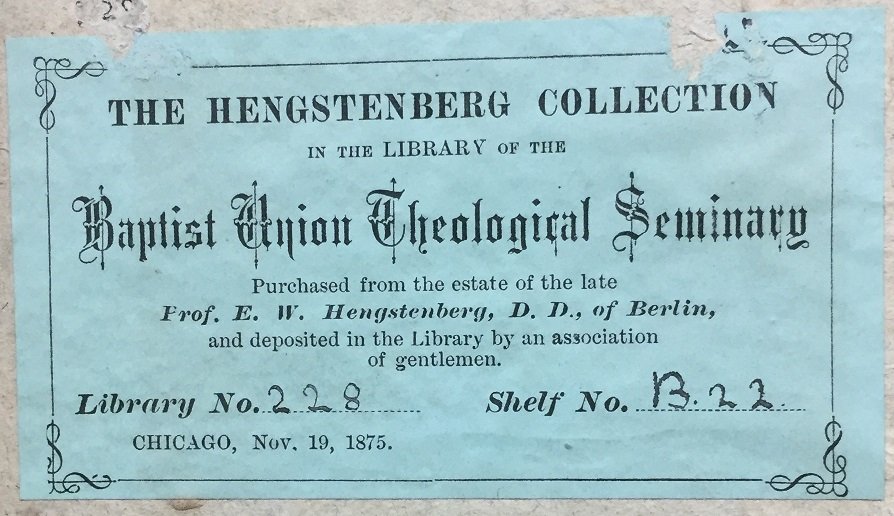 THE HENGSTENBERG COLLECTION
IN THE LIBRARY OF THE
Baptist Union Theological Seminary
Purchased from the estate of the late
Prof. E. W. Hengstenberg, D. D., of Berlin,
and deposited in the Library by an association
of gentlemen.
Library No. 228 Shelf No. B. 22.
CHICAGO, Nov. 19, 1875.